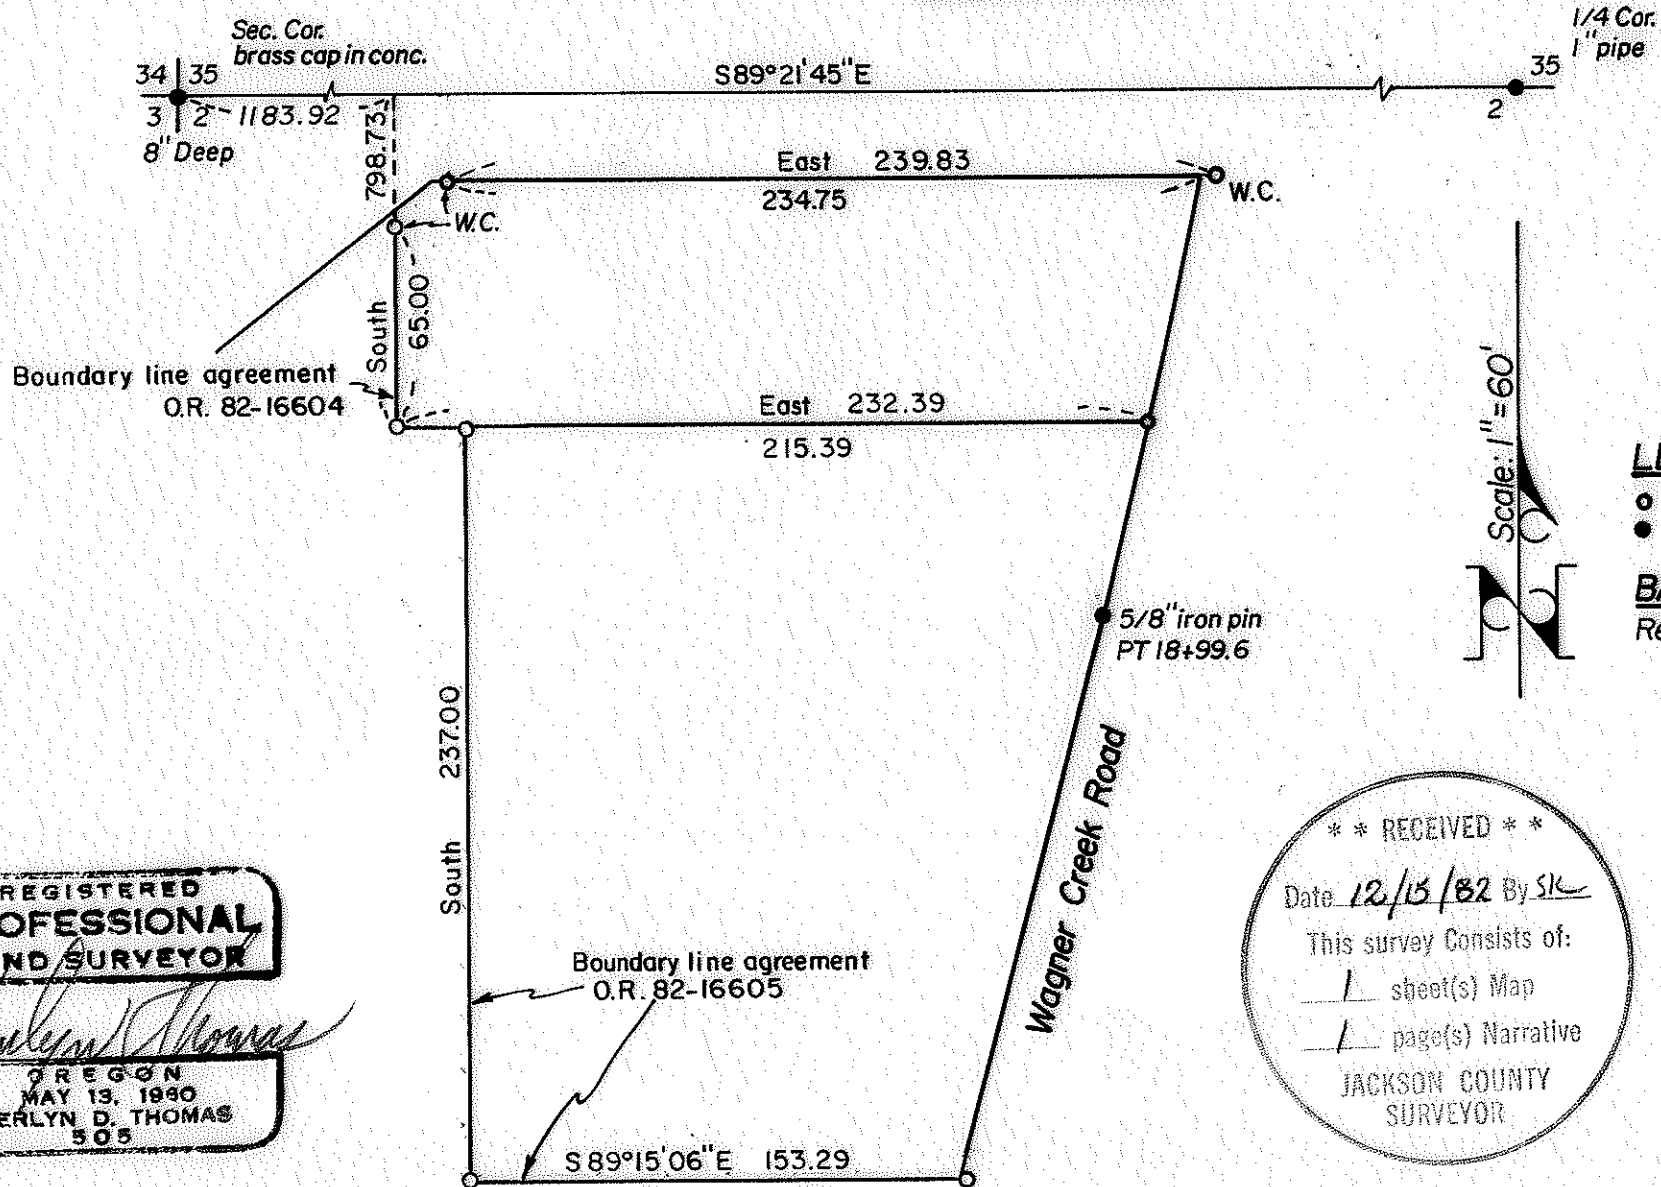 Sec. Cor.
brass cap in conc.
1/4 Cor.
1" pipe
34 35
S89°21'45"E
35
3 2 1183.92
2
8" Deep
798.73
East 239.83
234.75
W.C.
W.C.
South
65.00
Boundary line agreement
O.R. 82-16604
East 232.39
215.39
Scale: 1"=60'
5/8" iron pin
PT 18+99.6
South 237.00
Wagner Creek Road
Boundary line agreement
O.R. 82-16605
S89°15'06"E 153.29
REGISTERED
OFESSIONAL
ND SURVEYOR
Thomas
OREGON
ERLYN D. THOMAS
505
* * RECEIVED * *
Date 12/15/82 By SK
This survey Consists of:
1 sheet(s) Map
1 page(s) Narrative
JACKSON COUNTY
SURVEYOR
N